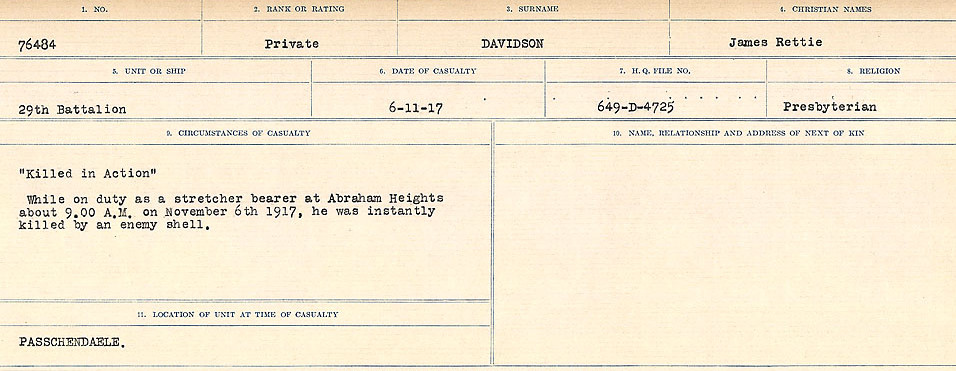 1. NO.
2. RANK OR RATING
3. SURNAME
4. CHRISTIAN NAMES
76484
Private
DAVIDSON
James Rettie
5. UNIT OR SHIP
6. DATE OF CASUALTY
7. H.Q. FILE NO.
8. RELIGION
29th Battalion
6-11-17
649-D-4725
Presbyterian
9. CIRCUMSTANCES OF CASUALTY
10. NAME, RELATIONSHIP AND ADDRESS OF NEXT OF KIN
"Killed in Action"
While on duty as a stretcher bearer at Abraham Heights
about 9.00 A.M. on November 6th 1917, he was instantly
killed by an enemy shell.
11. LOCATION OF UNIT AT TIME OF CASUALTY
PASSCHENDAELE.